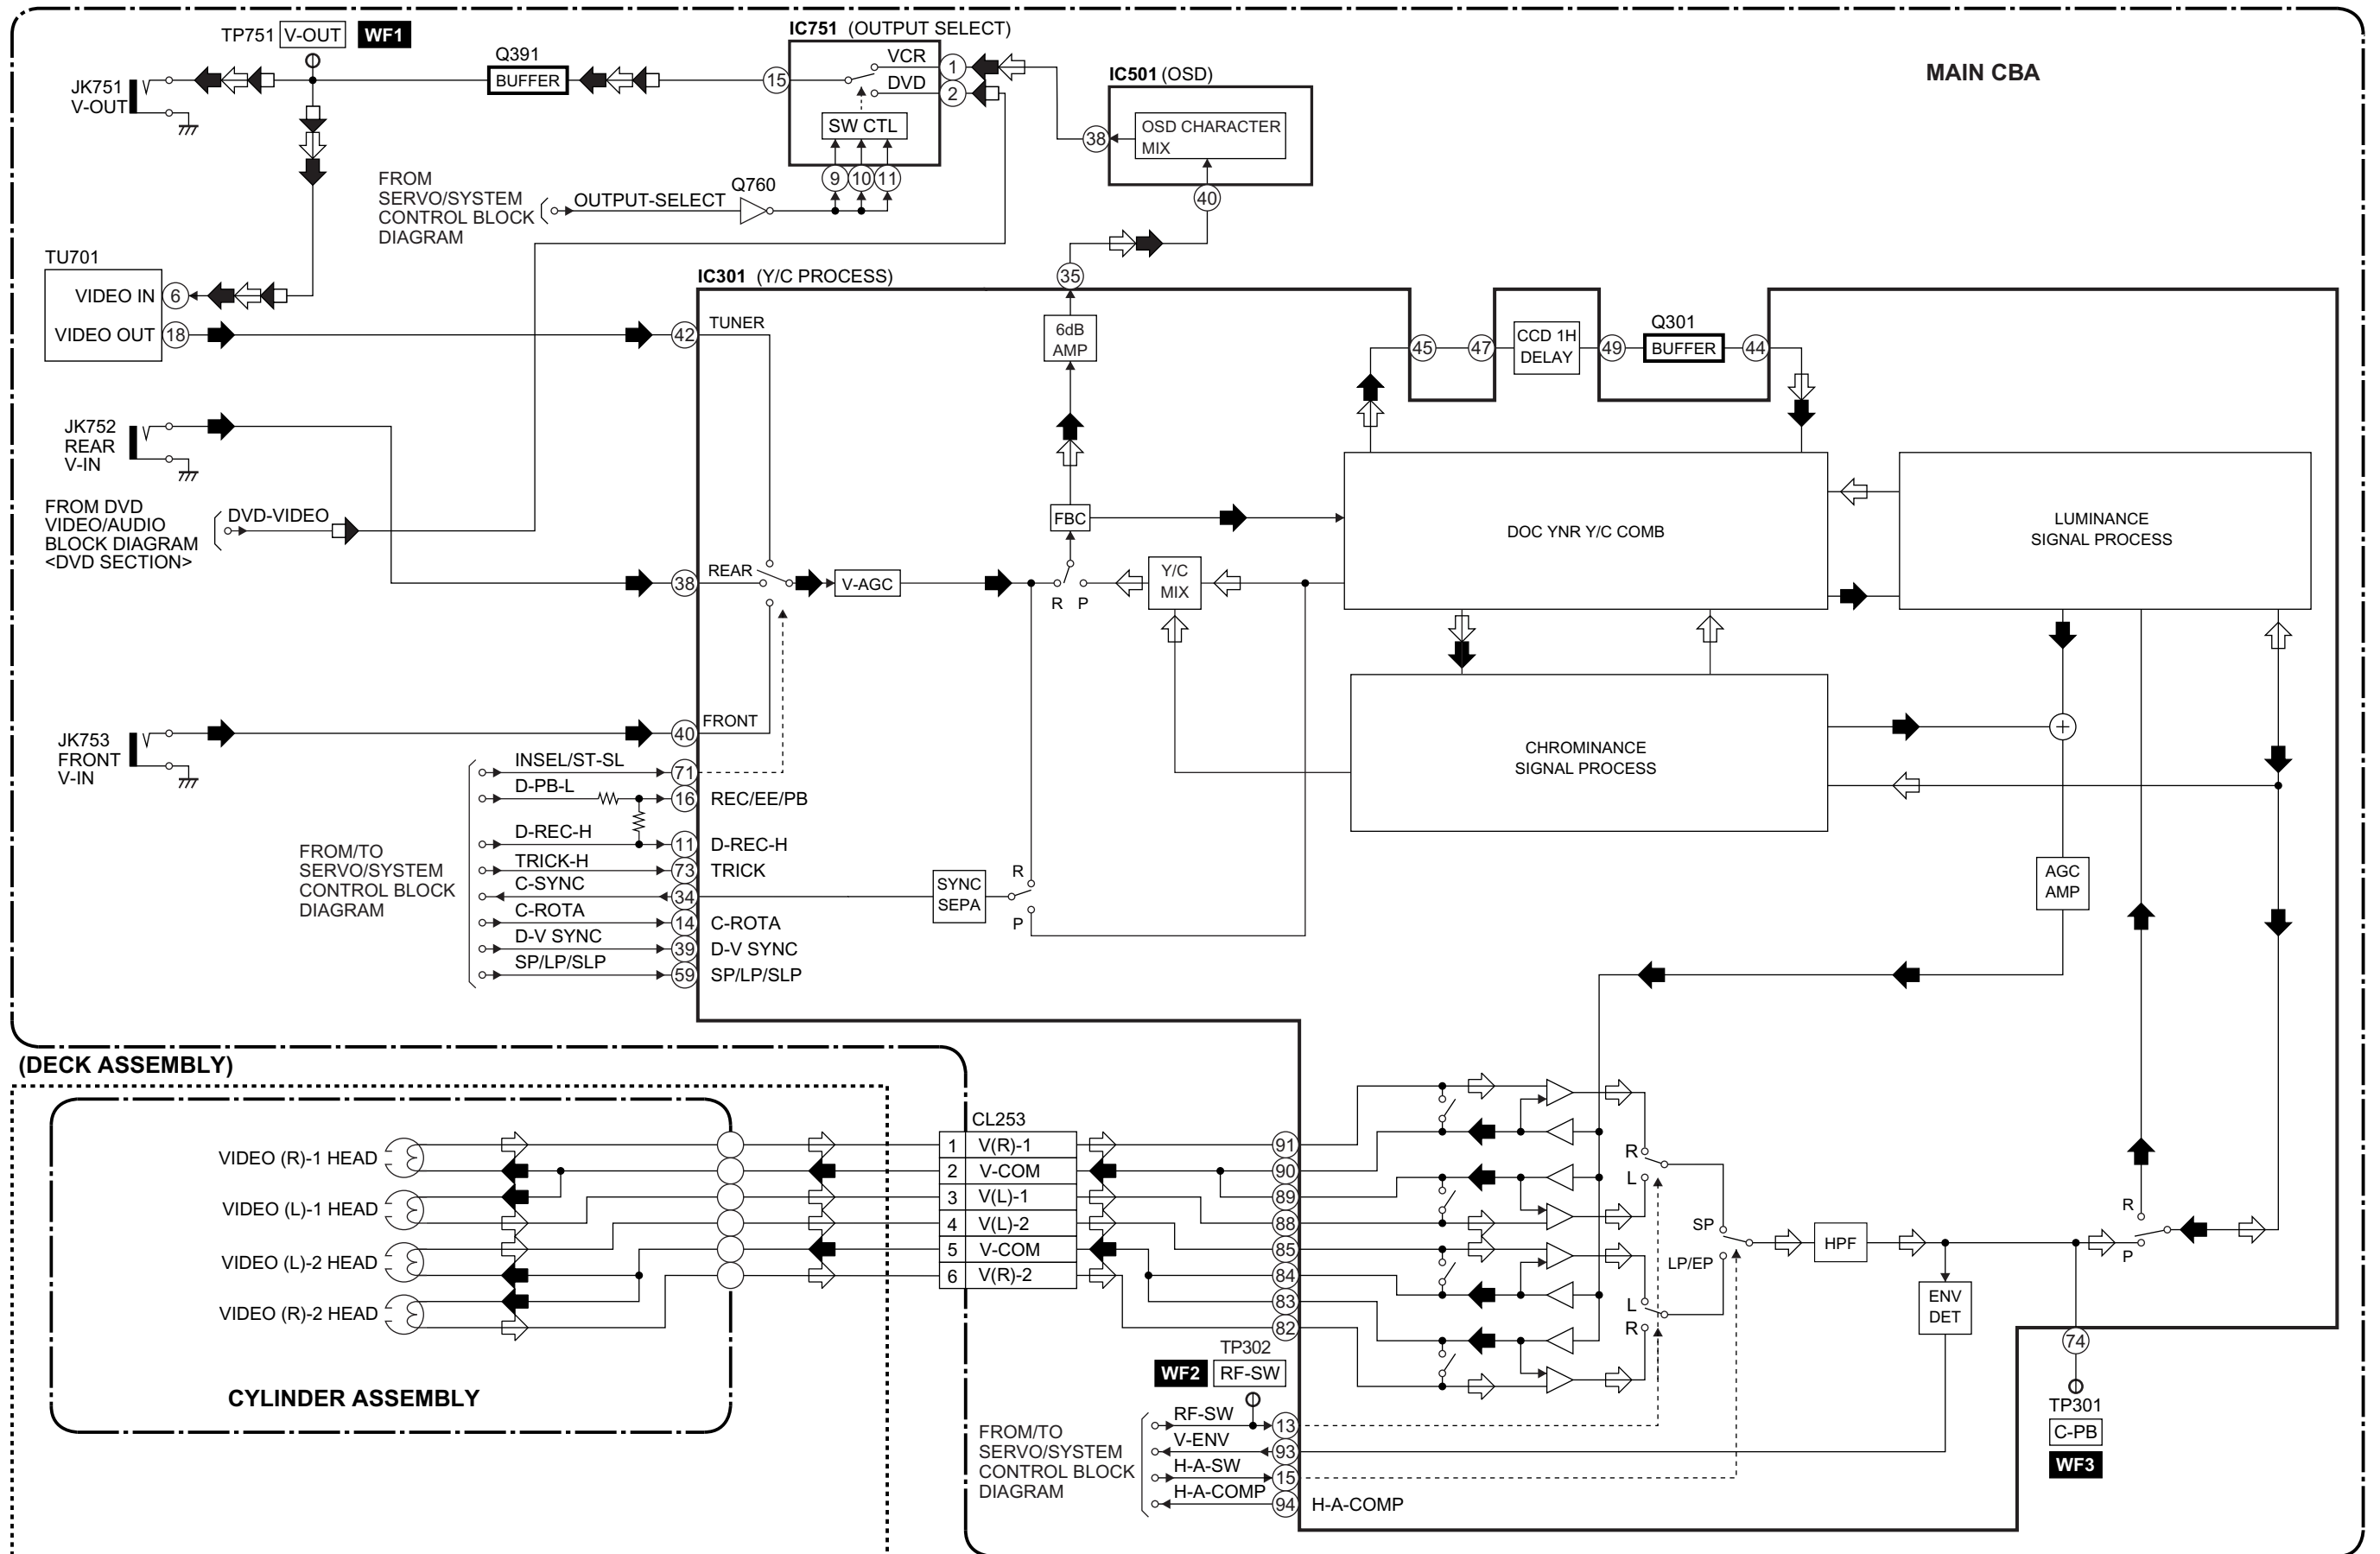 TP751 V-OUT WF1
JK751
V-OUT
Q391
BUFFER
15
IC751 (OUTPUT SELECT)
VCR
DVD
1
2
SW CTL
9 10 11
IC501 (OSD)
OSD CHARACTER
MIX
38
40
MAIN CBA
FROM
SERVO/SYSTEM
CONTROL BLOCK
DIAGRAM
OUTPUT-SELECT
Q760
TU701
VIDEO IN 6
VIDEO OUT 18
IC301 (Y/C PROCESS)
35
42 TUNER
6dB
AMP
45
47
CCD 1H
DELAY
49
Q301
BUFFER
44
JK752
REAR
V-IN
FROM DVD
VIDEO/AUDIO
BLOCK DIAGRAM
<DVD SECTION>
DVD-VIDEO
FBC
DOC YNR Y/C COMB
LUMINANCE
SIGNAL PROCESS
38 REAR
V-AGC
R P
Y/C
MIX
JK753
FRONT
V-IN
40 FRONT
CHROMINANCE
SIGNAL PROCESS
+
FROM/TO
SERVO/SYSTEM
CONTROL BLOCK
DIAGRAM
INSEL/ST-SL 71
D-PB-L 16 REC/EE/PB
D-REC-H 11 D-REC-H
TRICK-H 73 TRICK
C-SYNC 34
C-ROTA 14 C-ROTA
D-V SYNC 39 D-V SYNC
SP/LP/SLP 59 SP/LP/SLP
SYNC
SEPA
R
P
AGC
AMP
(DECK ASSEMBLY)
VIDEO (R)-1 HEAD
VIDEO (L)-1 HEAD
VIDEO (L)-2 HEAD
VIDEO (R)-2 HEAD
CYLINDER ASSEMBLY
CL253
1 V(R)-1
2 V-COM
3 V(L)-1
4 V(L)-2
5 V-COM
6 V(R)-2
91
90
89
88
85
84
83
82
R
L
L
R
SP
LP/EP
HPF
ENV
DET
R
P
TP302
WF2 RF-SW
FROM/TO
SERVO/SYSTEM
CONTROL BLOCK
DIAGRAM
RF-SW 13
V-ENV 93
H-A-SW 15
H-A-COMP 94 H-A-COMP
74
TP301
C-PB
WF3